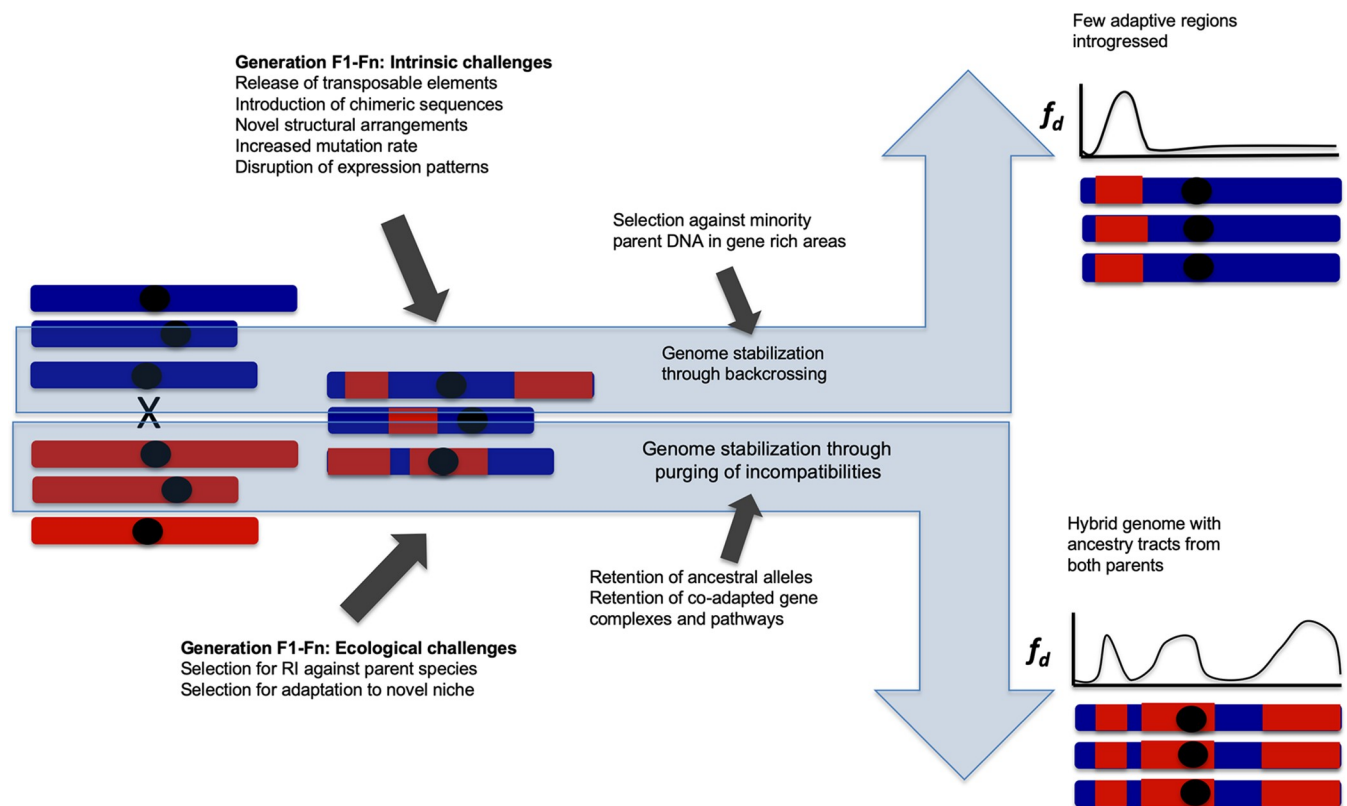 Few adaptive regions
introgressed
Generation F1-Fn: Intrinsic challenges
Release of transposable elements
Introduction of chimeric sequences
Novel structural arrangements
Increased mutation rate
Disruption of expression patterns
fd
Selection against minority
parent DNA in gene rich areas
Genome stabilization
through backcrossing
X
Genome stabilization through
purging of incompatibilities
Hybrid genome with
ancestry tracts from
both parents
Retention of ancestral alleles
Retention of co-adapted gene
complexes and pathways
Generation F1-Fn: Ecological challenges
Selection for RI against parent species
Selection for adaptation to novel niche
fd